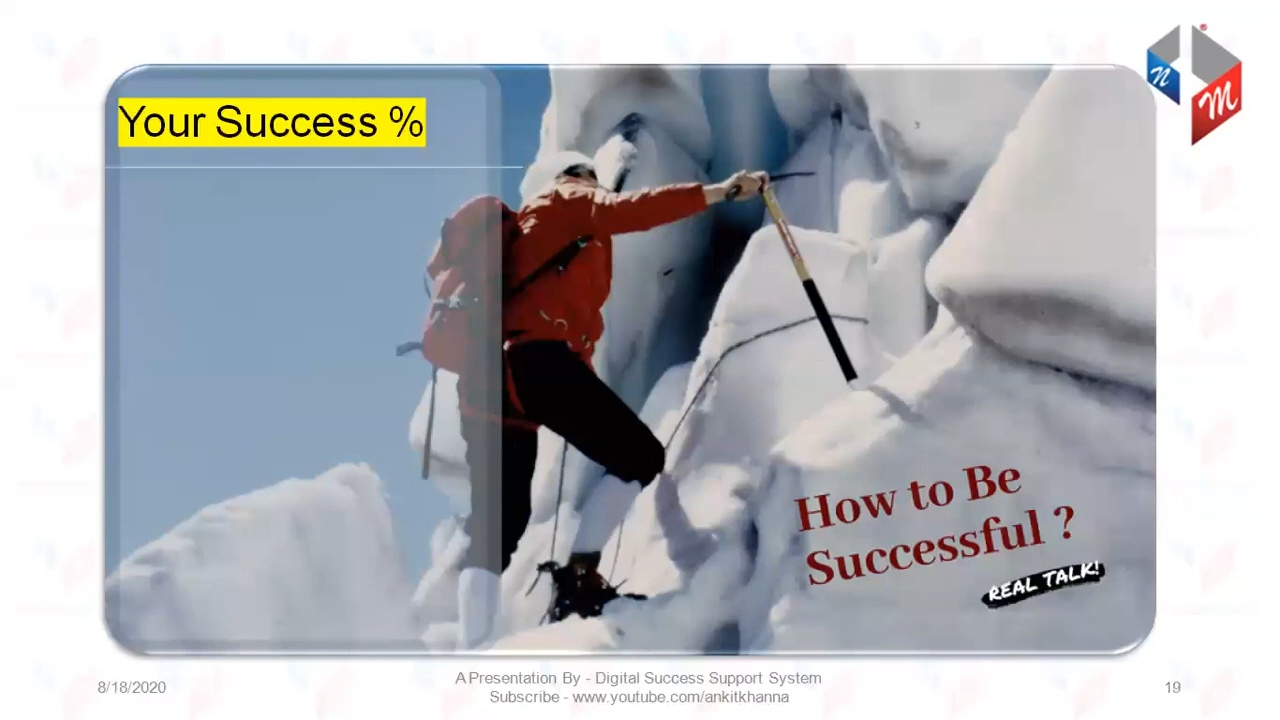 Your Success %
n
M
®
How to Be
Successful ?
REAL TALK!
8/18/2020
A Presentation By - Digital Success Support System
Subscribe - www.youtube.com/ankitkhanna
19